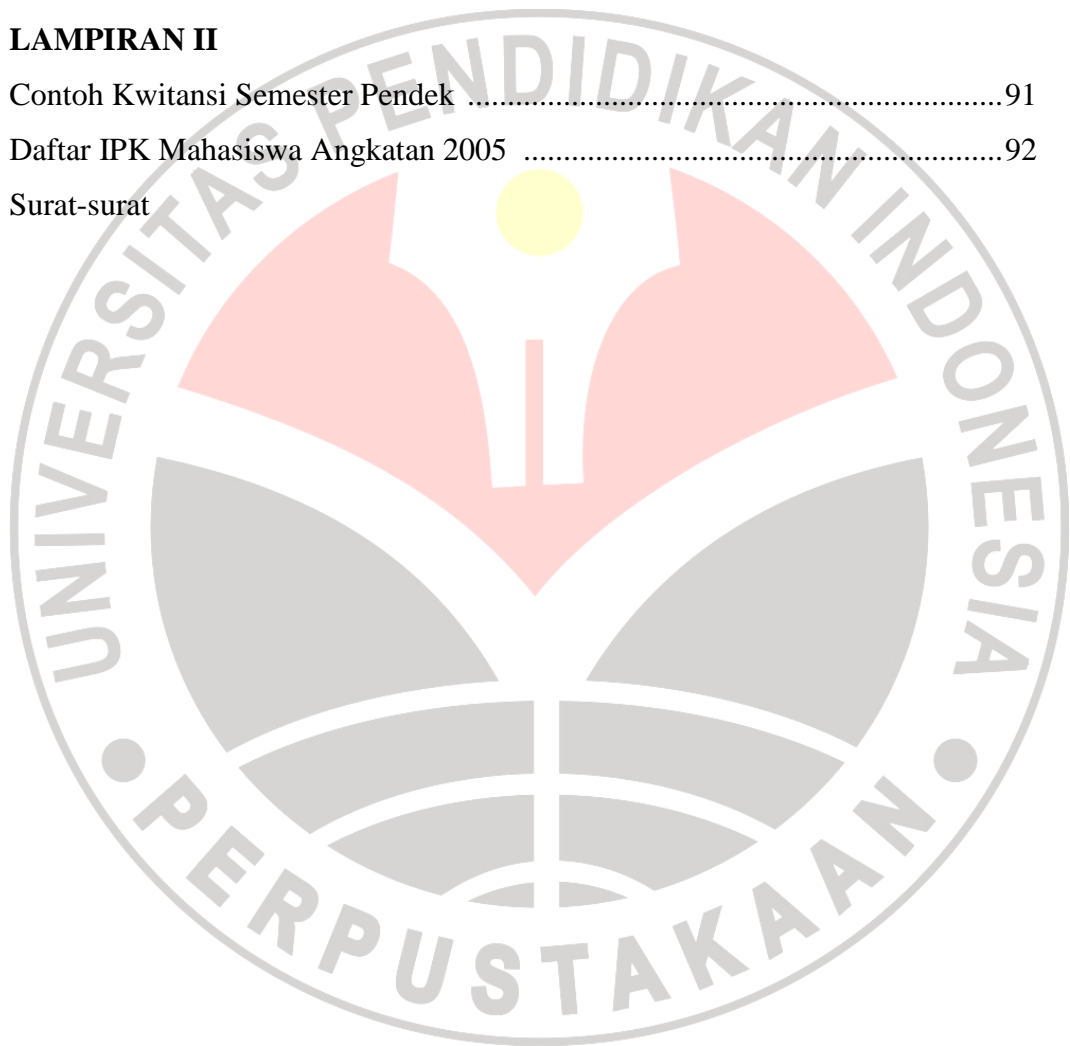 LAMPIRAN II
Contoh Kwitansi Semester Pendek ....................................................................91
Daftar IPK Mahasiswa Angkatan 2005 .............................................................92
Surat-surat
UNIVERSITAS PENDIDIKAN INDONESIA
PERPUSTAKAAN